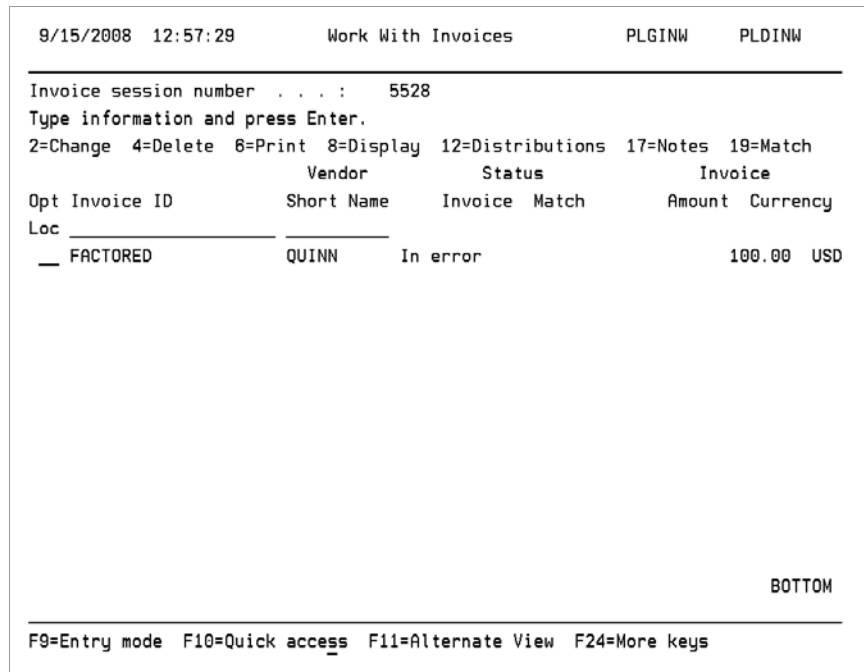 9/15/2008 12:57:29 Work With Invoices PLGINW PLDINW
Invoice session number . . . : 5528
Type information and press Enter.
2=Change 4=Delete 6=Print 8=Display 12=Distributions 17=Notes 19=Match
Vendor Status Invoice
Opt Invoice ID Short Name Invoice Match Amount Currency
Loc ____________________ __________
__ FACTORED QUINN In error 100.00 USD
BOTTOM
F9=Entry mode F10=Quick access F11=Alternate View F24=More keys